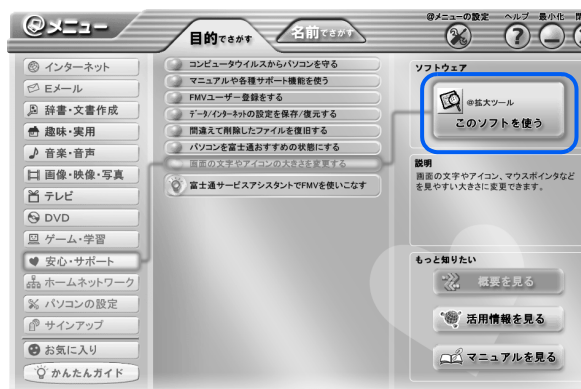 @メニュー
目的でさがす
名前でさがす
@メニューの設定
ヘルプ
最小化
インターネット
Eメール
辞書・文書作成
趣味・実用
音楽・音声
画像・映像・写真
テレビ
DVD
ゲーム・学習
安心・サポート
ホームネットワーク
パソコンの設定
サインアップ
お気に入り
かんたんガイド
コンピュータウイルスからパソコンを守る
マニュアルや各種サポート機能を使う
FMVユーザー登録をする
データ/インターネットの設定を保存/復元する
間違えて削除したファイルを復旧する
パソコンを富士通おすすめの状態にする
画面の文字やアイコンの大きさを変更する
富士通サービスアシスタントでFMVを使いこなす
ソフトウェア
@拡大ツール
このソフトを使う
説明
画面の文字やアイコン、マウスポインタなど
を見やすい大きさに変更できます。
もっと知りたい
概要を見る
活用情報を見る
マニュアルを見る